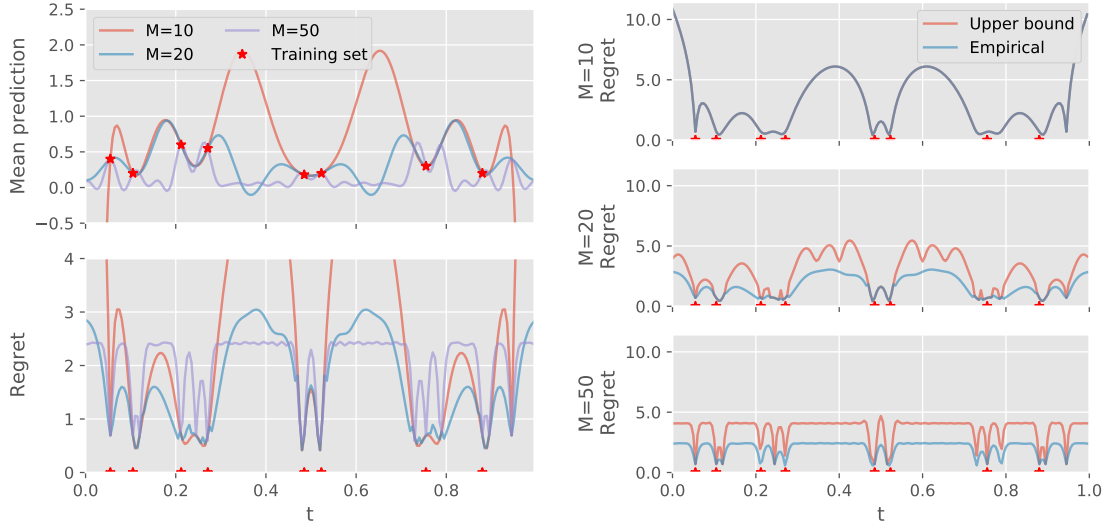 Mean prediction
2.5
2.0
1.5
1.0
0.5
0.0
−0.5
M=10
M=20
M=50
Training set
Regret
4
3
2
1
0
0.0
0.2
0.4
0.6
0.8
t
M=10
Regret
10.0
5.0
0.0
Upper bound
Empirical
M=20
Regret
10.0
5.0
0.0
M=50
Regret
10.0
5.0
0.0
0.0
0.2
0.4
0.6
0.8
1.0
t